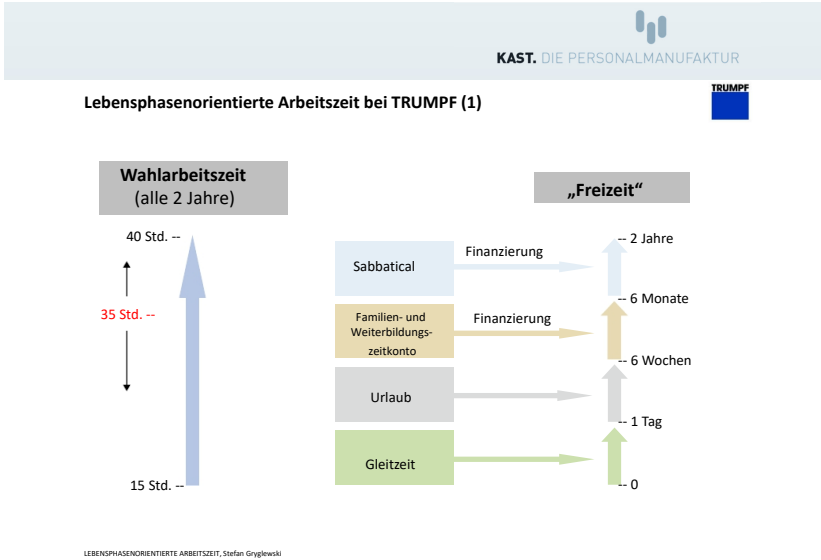 KAST. DIE PERSONALMANUFAKTUR
Lebensphasenorientierte Arbeitszeit bei TRUMPF (1)
TRUMPF
Wahlarbeitszeit
(alle 2 Jahre)
40 Std. --
35 Std. --
15 Std. --
„Freizeit“
Sabbatical
Finanzierung
-- 2 Jahre
-- 6 Monate
Familien- und
Weiterbildungs-
zeitkonto
Finanzierung
-- 6 Wochen
Urlaub
-- 1 Tag
Gleitzeit
-- 0
LEBENSPHASENORIENTIERTE ARBEITSZEIT, Stefan Gryglewski